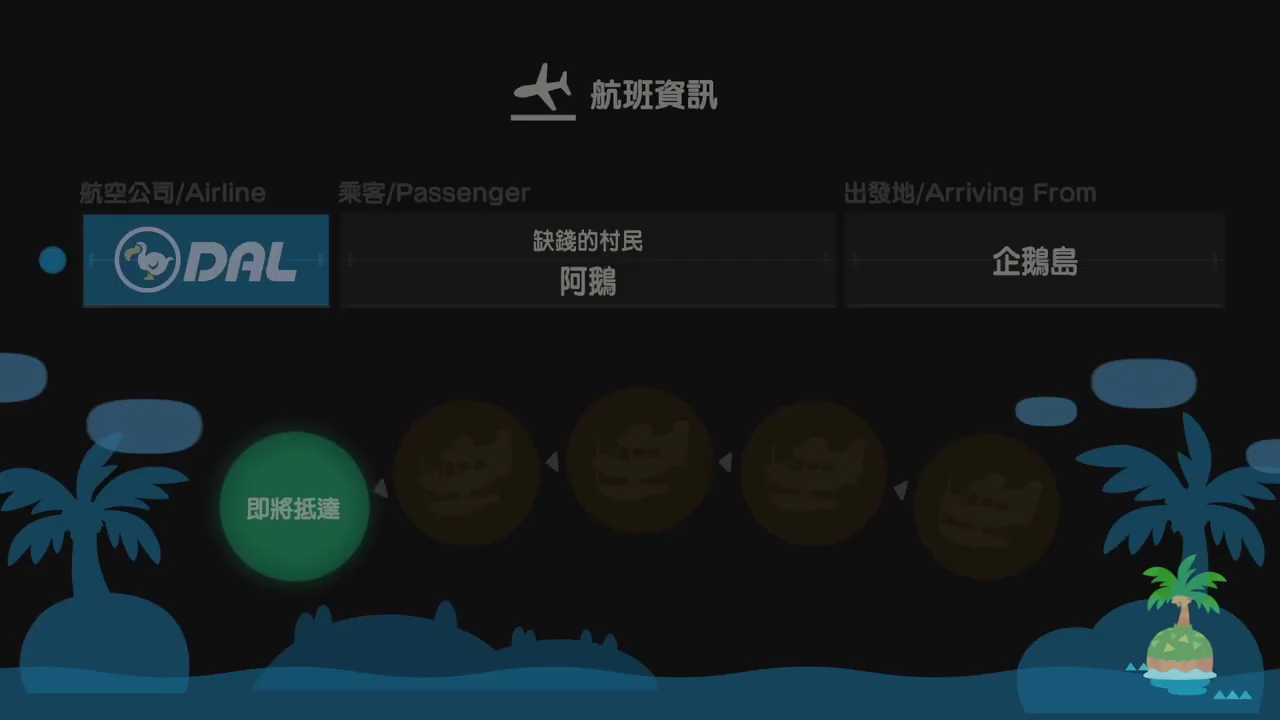 航班資訊
航空公司/Airline
乘客/Passenger
出發地/Arriving From
DAL
缺錢的村民
阿鵝
企鵝島
即將抵達